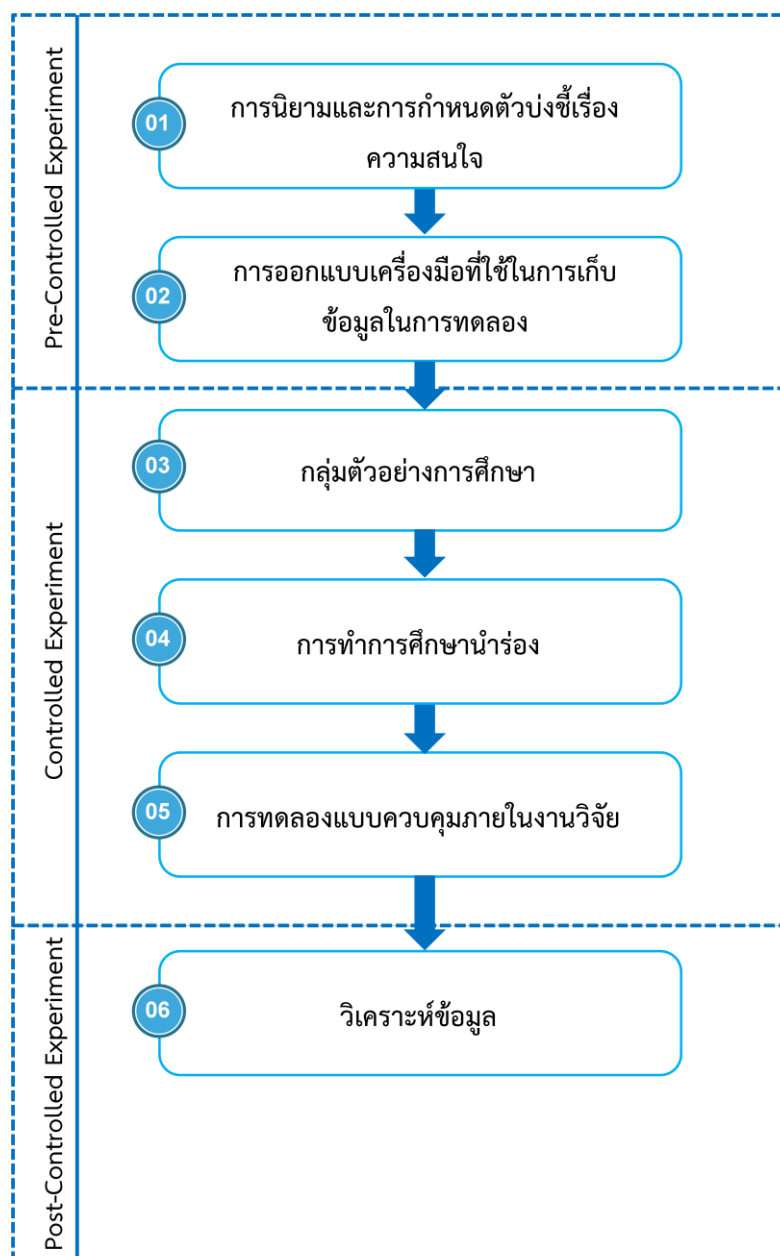 Pre-Controlled Experiment
01
การนิยามและการกำหนดตัวบ่งชี้เรื่อง
ความสนใจ
02
การออกแบบเครื่องมือที่ใช้ในการเก็บ
ข้อมูลในการทดลอง
Controlled Experiment
03
กลุ่มตัวอย่างการศึกษา
04
การทำการศึกษานำร่อง
05
การทดลองแบบควบคุมภายในงานวิจัย
Post-Controlled Experiment
06
วิเคราะห์ข้อมูล